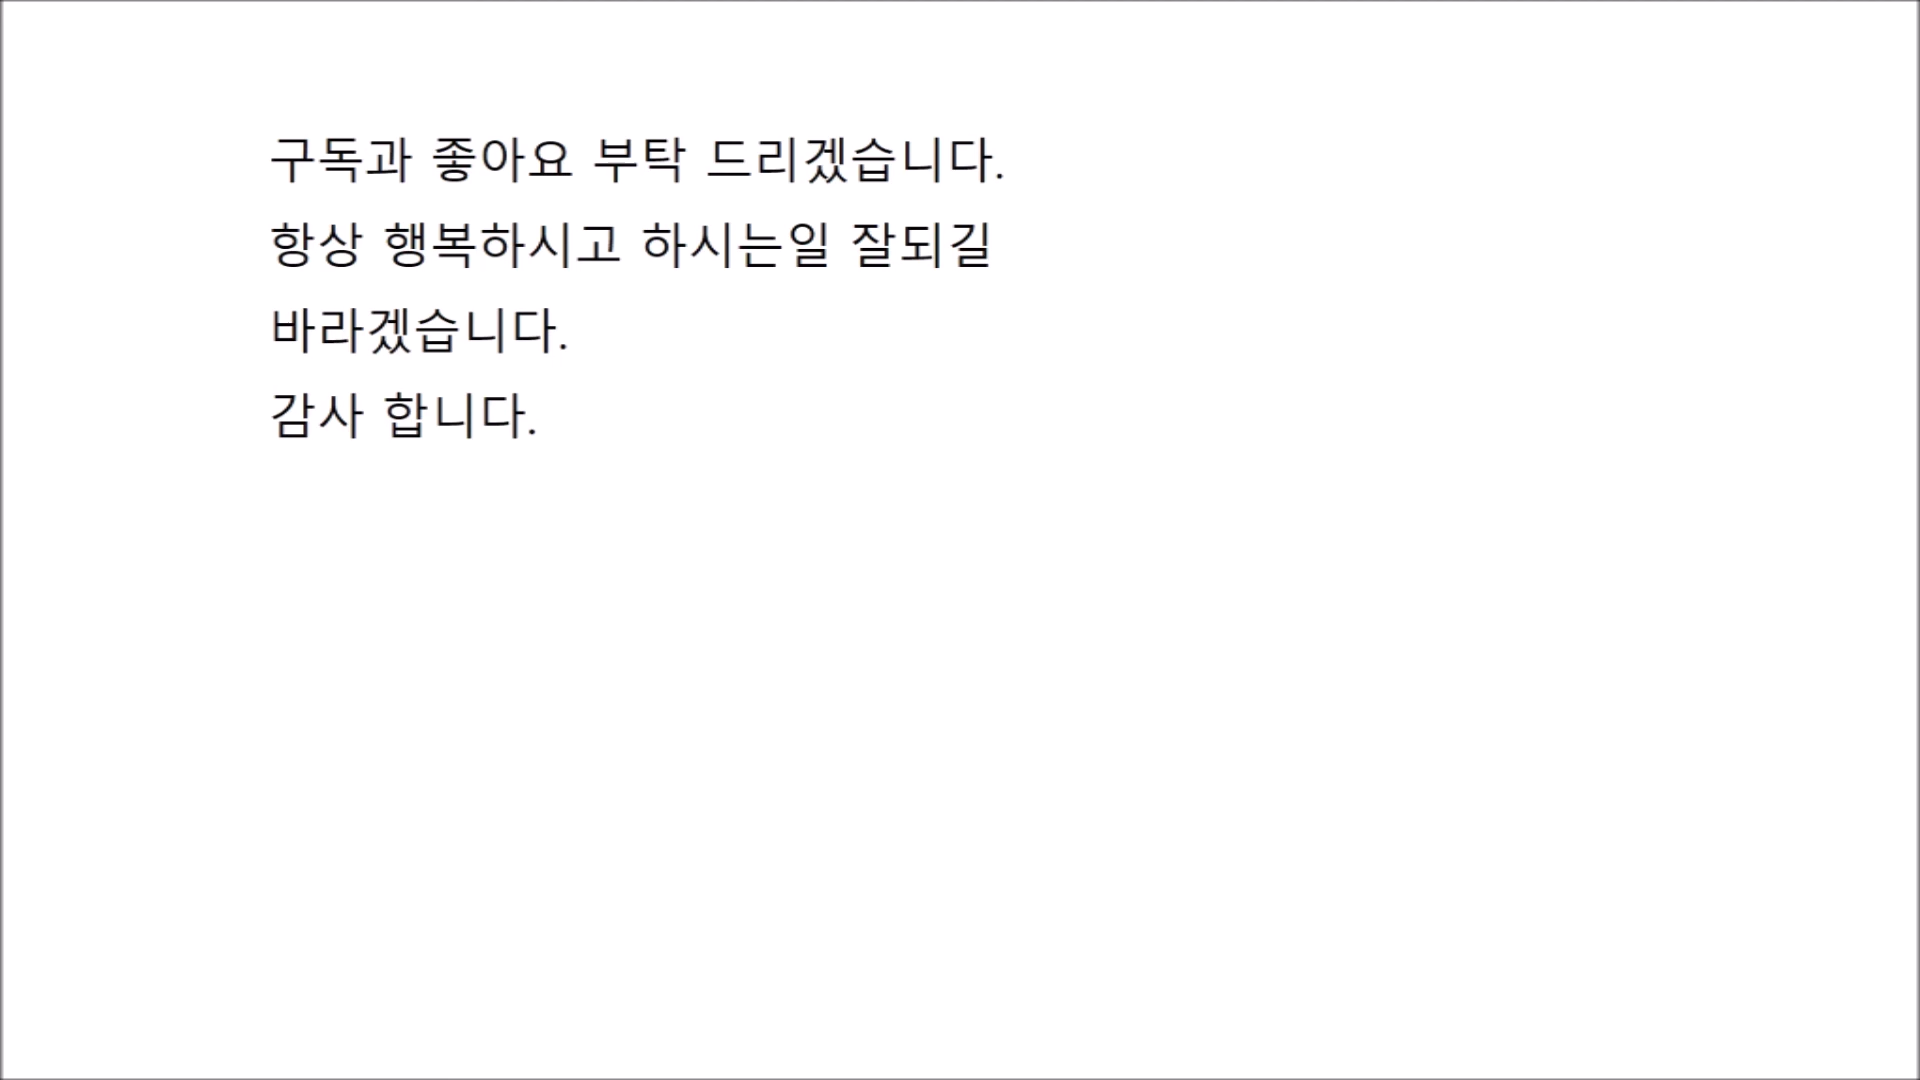 구독과 좋아요 부탁 드리겠습니다.
항상 행복하시고 하시는일 잘되길
바라겠습니다.
감사 합니다.